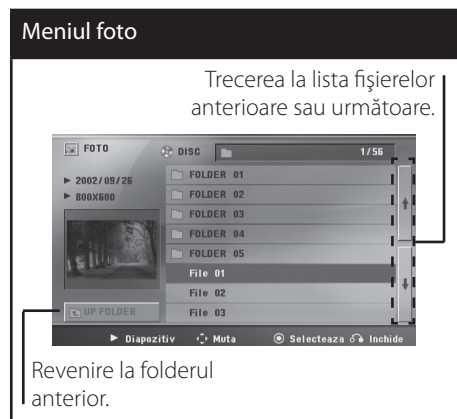 Meniul foto
Trecerea la lista fişierelor
anterioare sau următoare.
FOTO
DISC
1/56
2002/09/26
800X600
FOLDER 01
FOLDER 02
FOLDER 03
FOLDER 04
FOLDER 05
File 01
File 02
File 03
UP FOLDER
Diapozitiv Muta Selecteaza Inchide
Revenire la folderul
anterior.